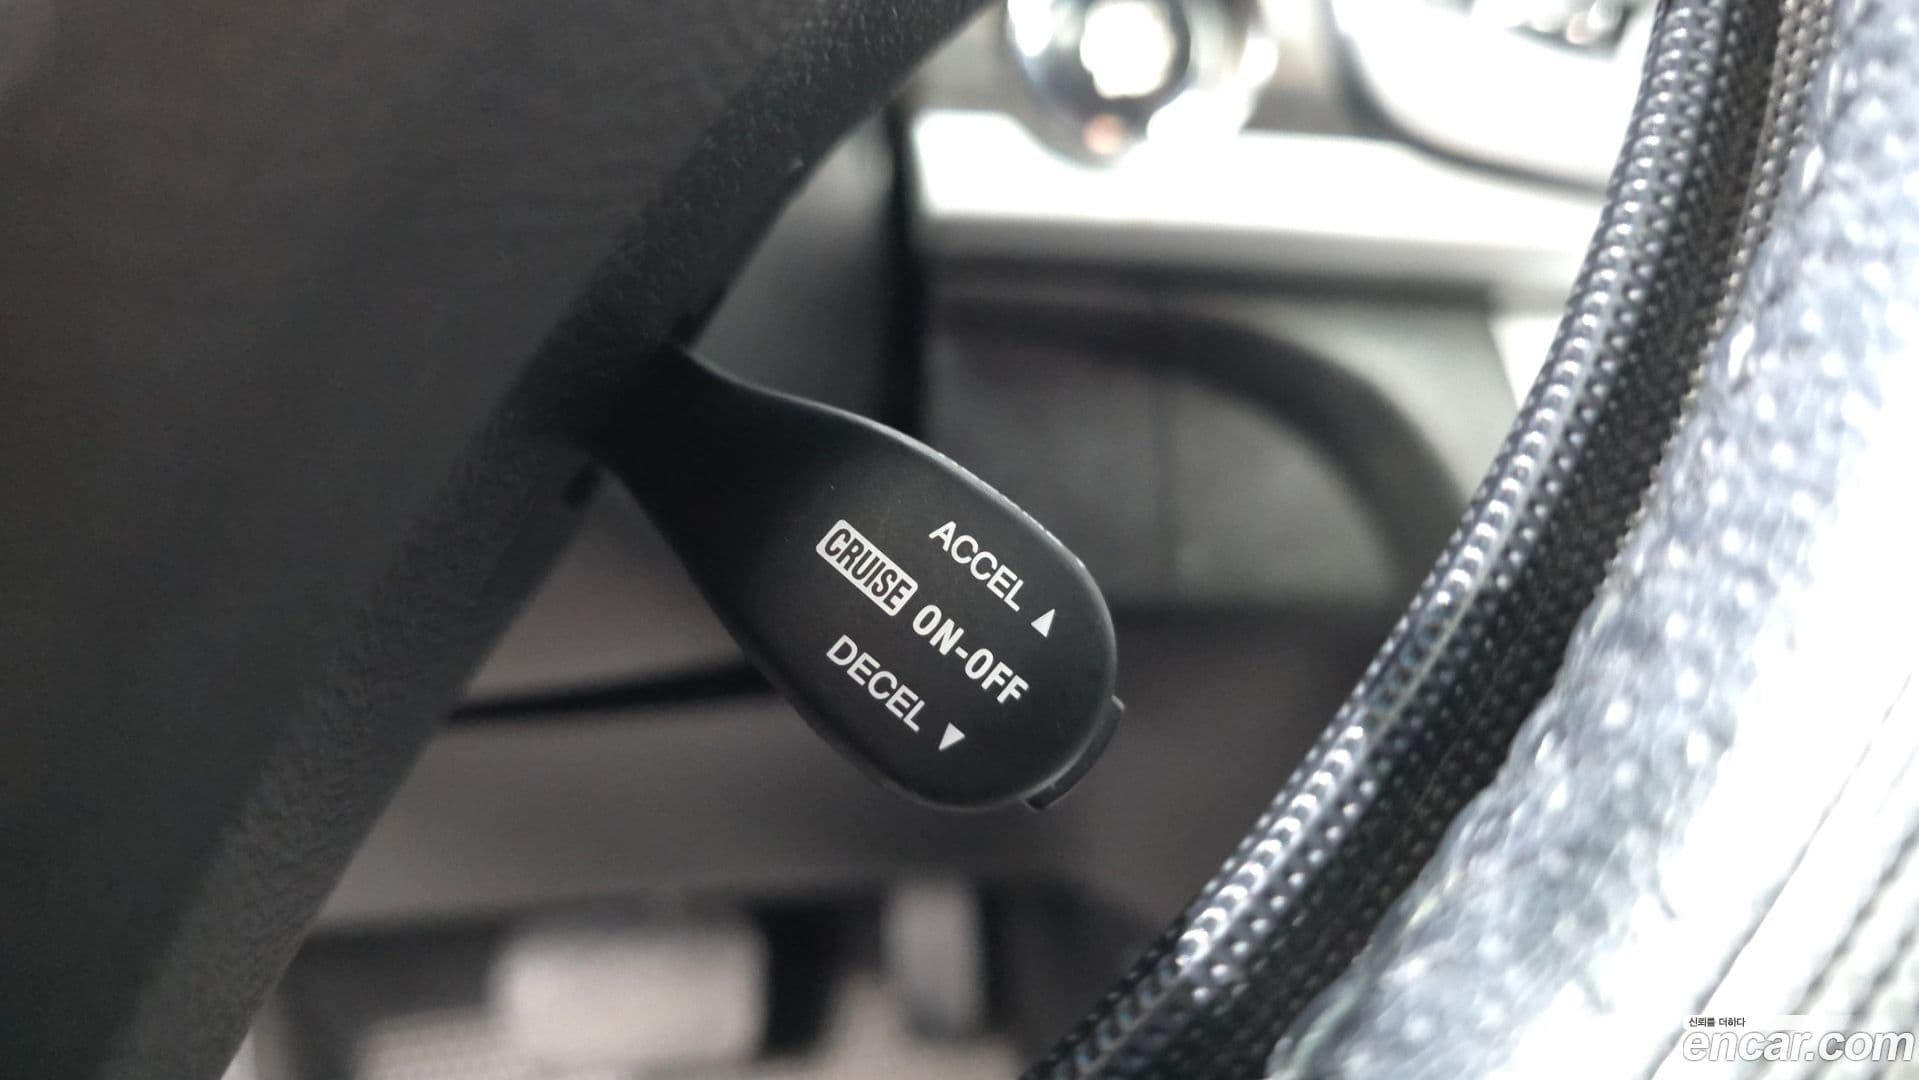 ACCEL ▲
CRUISE ON-OFF
DECEL ▼
신뢰를 더하다
encar.com